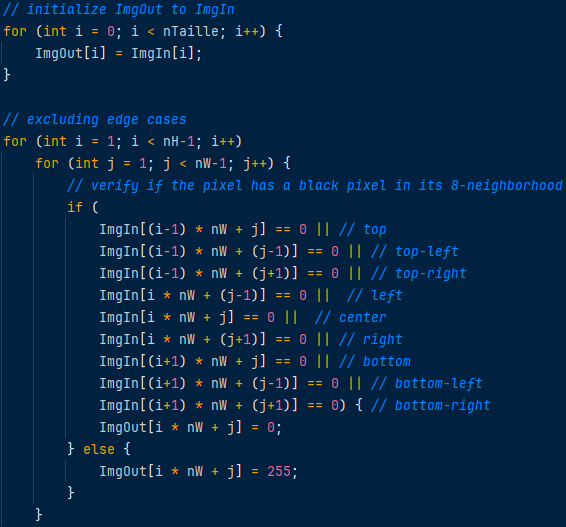 // initialize ImgOut to ImgIn
for (int i = 0; i < nTaille; i++) {
    ImgOut[i] = ImgIn[i];
}

// excluding edge cases
for (int i = 1; i < nH-1; i++)
    for (int j = 1; j < nW-1; j++) {
        // verify if the pixel has a black pixel in its 8-neighborhood
        if (
            ImgIn[(i-1) * nW + j] == 0 || // top
            ImgIn[(i-1) * nW + (j-1)] == 0 || // top-left
            ImgIn[(i-1) * nW + (j+1)] == 0 || // top-right
            ImgIn[i * nW + (j-1)] == 0 ||  // left
            ImgIn[i * nW + j] == 0 ||  // center
            ImgIn[i * nW + (j+1)] == 0 || // right
            ImgIn[(i+1) * nW + j] == 0 || // bottom
            ImgIn[(i+1) * nW + (j-1)] == 0 || // bottom-left
            ImgIn[(i+1) * nW + (j+1)] == 0) { // bottom-right
            ImgOut[i * nW + j] = 0;
        } else {
            ImgOut[i * nW + j] = 255;
        }
    }